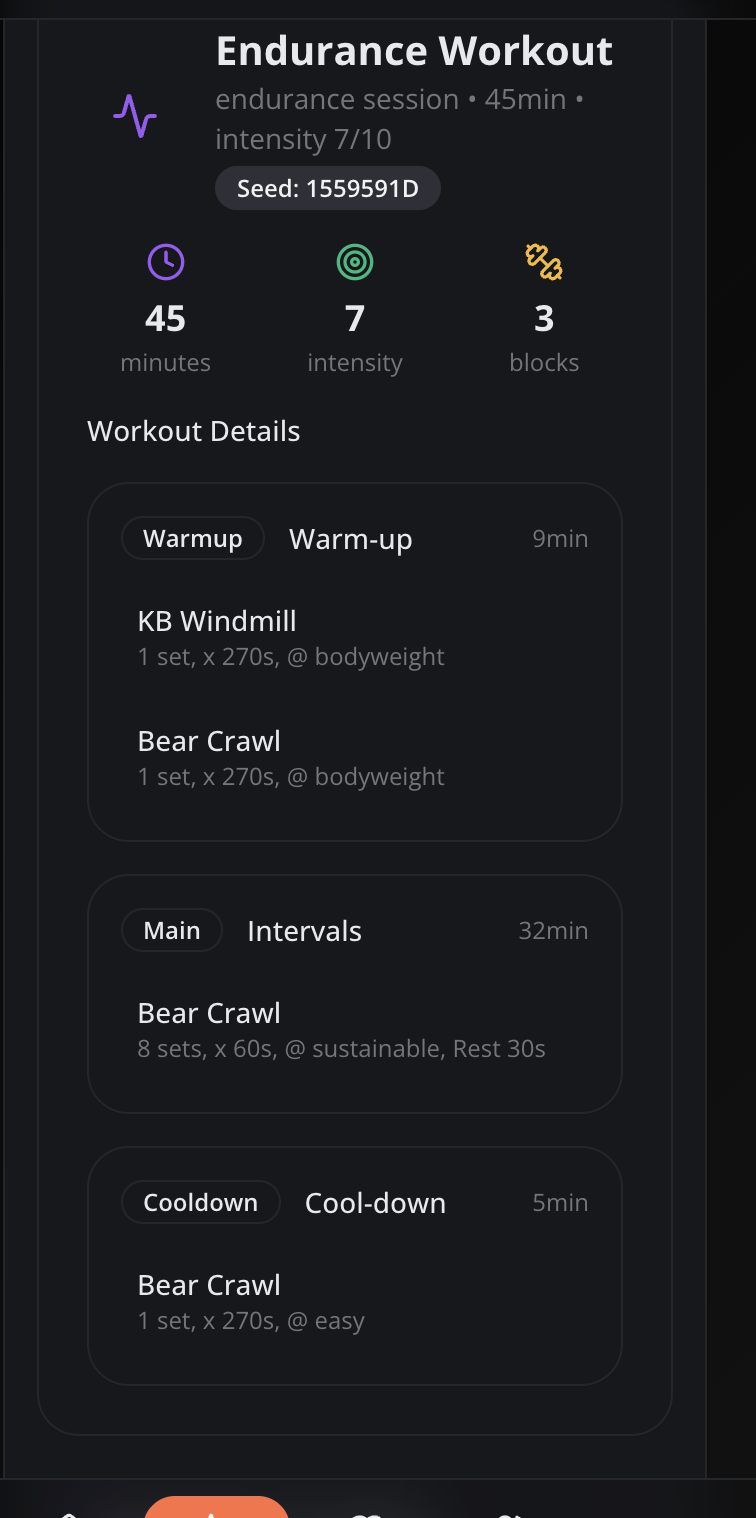 Endurance Workout
endurance session • 45min •
intensity 7/10
Seed: 1559591D
45 7 3
minutes intensity blocks
Workout Details
Warmup Warm-up 9min
KB Windmill
1 set, x 270s, @ bodyweight
Bear Crawl
1 set, x 270s, @ bodyweight
Main Intervals 32min
Bear Crawl
8 sets, x 60s, @ sustainable, Rest 30s
Cooldown Cool-down 5min
Bear Crawl
1 set, x 270s, @ easy